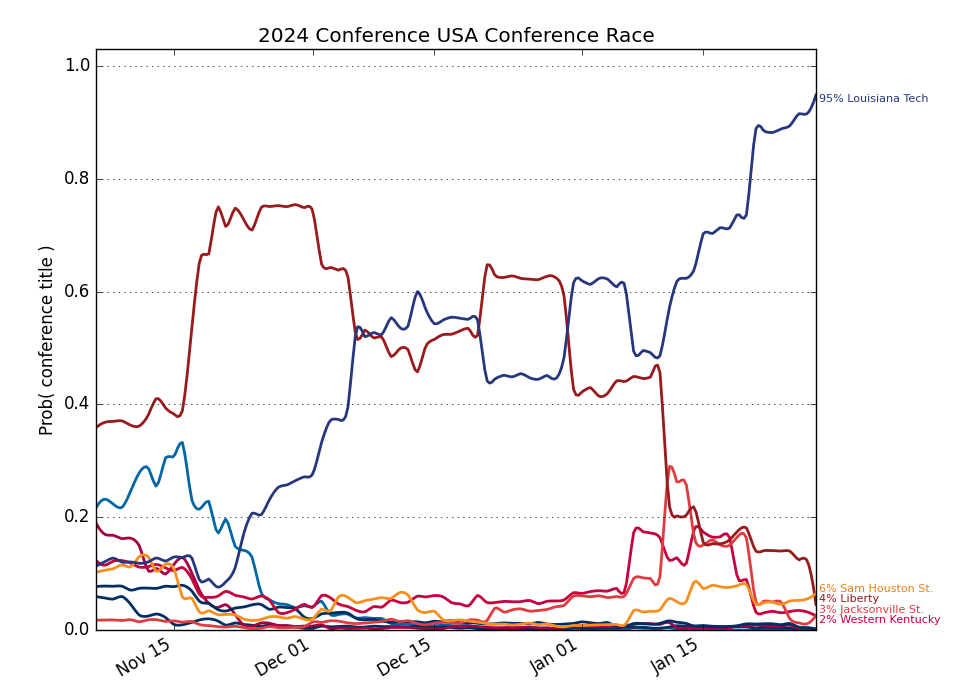 2024 Conference USA Conference Race
Prob( conference title )
1.0
0.8
0.6
0.4
0.2
0.0
Nov 15
Dec 01
Dec 15
Jan 01
Jan 15
95% Louisiana Tech
6% Sam Houston St.
4% Liberty
3% Jacksonville St.
2% Western Kentucky